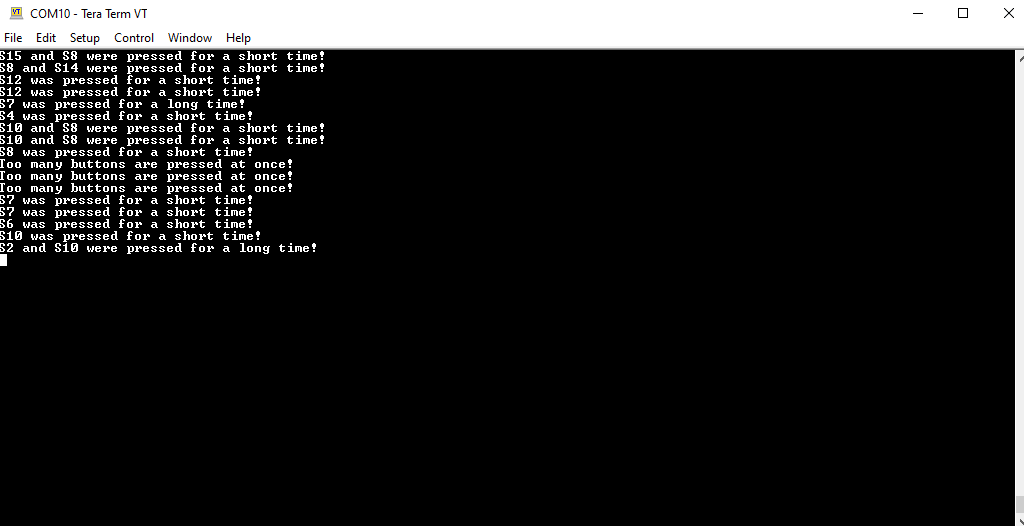 COM10 - Tera Term VT
File Edit Setup Control Window Help
S15 and S8 were pressed for a short time!
S8 and S14 were pressed for a short time!
S12 was pressed for a short time!
S12 was pressed for a short time!
S7 was pressed for a long time!
S4 was pressed for a short time!
S10 and S8 were pressed for a short time!
S10 and S8 were pressed for a short time!
S8 was pressed for a short time!
Too many buttons are pressed at once!
Too many buttons are pressed at once!
Too many buttons are pressed at once!
S7 was pressed for a short time!
S7 was pressed for a short time!
S6 was pressed for a short time!
S10 was pressed for a short time!
S2 and S10 were pressed for a long time!